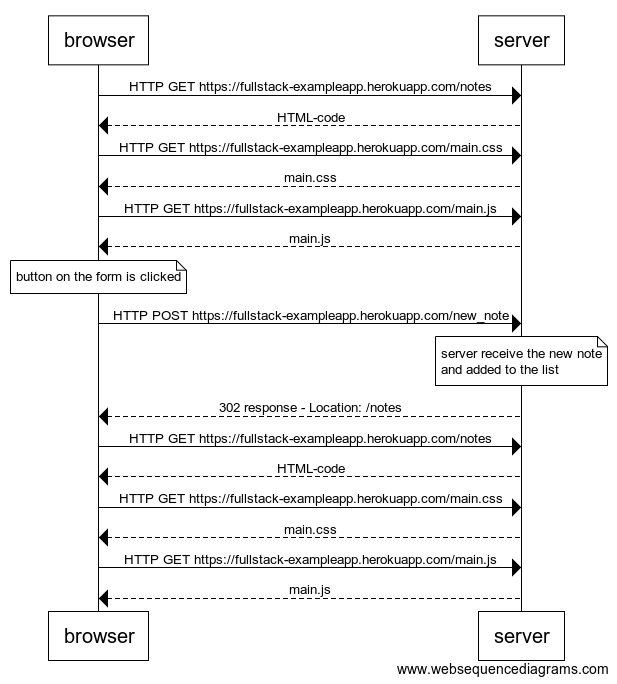 browser
server
HTTP GET https://fullstack-exampleapp.herokuapp.com/notes
HTML-code
HTTP GET https://fullstack-exampleapp.herokuapp.com/main.css
main.css
HTTP GET https://fullstack-exampleapp.herokuapp.com/main.js
main.js
button on the form is clicked
HTTP POST https://fullstack-exampleapp.herokuapp.com/new_note
server receive the new note
and added to the list
302 response - Location: /notes
HTTP GET https://fullstack-exampleapp.herokuapp.com/notes
HTML-code
HTTP GET https://fullstack-exampleapp.herokuapp.com/main.css
main.css
HTTP GET https://fullstack-exampleapp.herokuapp.com/main.js
main.js
browser
server
www.websequencediagrams.com